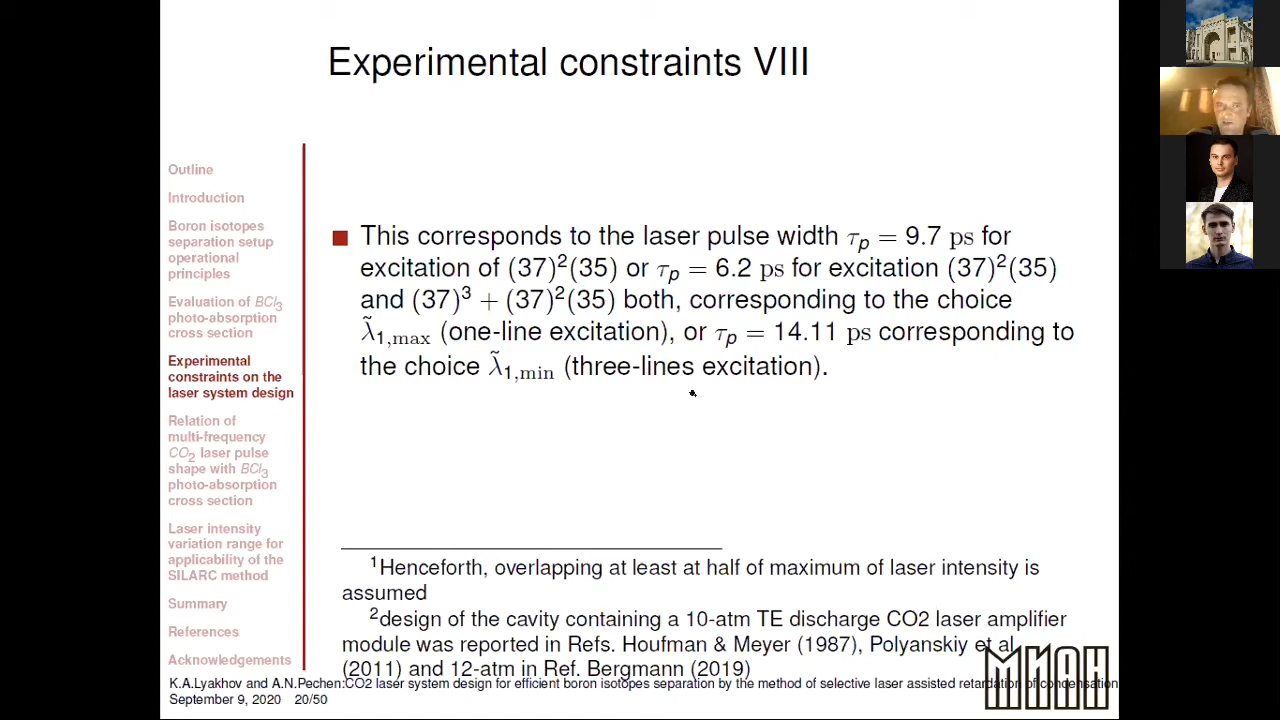 Experimental constraints VIII
Outline
Introduction
Boron isotopes
separation setup
operational
principles
Evaluation of BCl₃
photo-absorption
cross section
Experimental
constraints on the
laser system design
Relation of
multi-frequency
CO₂ laser pulse
shape with BCl₃
photo-absorption
cross section
Laser intensity
variation range for
applicability of the
SILARC method
Summary
References
Acknowledgements
This corresponds to the laser pulse width τₚ = 9.7 ps for
excitation of (37)²(35) or τₚ = 6.2 ps for excitation (37)²(35)
and (37)³ + (37)²(35) both, corresponding to the choice
λ̃₁,max (one-line excitation), or τₚ = 14.11 ps corresponding to
the choice λ̃₁,min (three-lines excitation).
¹Henceforth, overlapping at least at half of maximum of laser intensity is
assumed
²design of the cavity containing a 10-atm TE discharge CO2 laser amplifier
module was reported in Refs. Houfman & Meyer (1987), Polyanskiy et al
(2011) and 12-atm in Ref. Bergmann (2019)
K.A.Lyakhov and A.N.Pechen:CO2 laser system design for efficient boron isotopes separation by the method of selective laser assisted retardation of condensation
September 9, 2020 20/50
МИАН